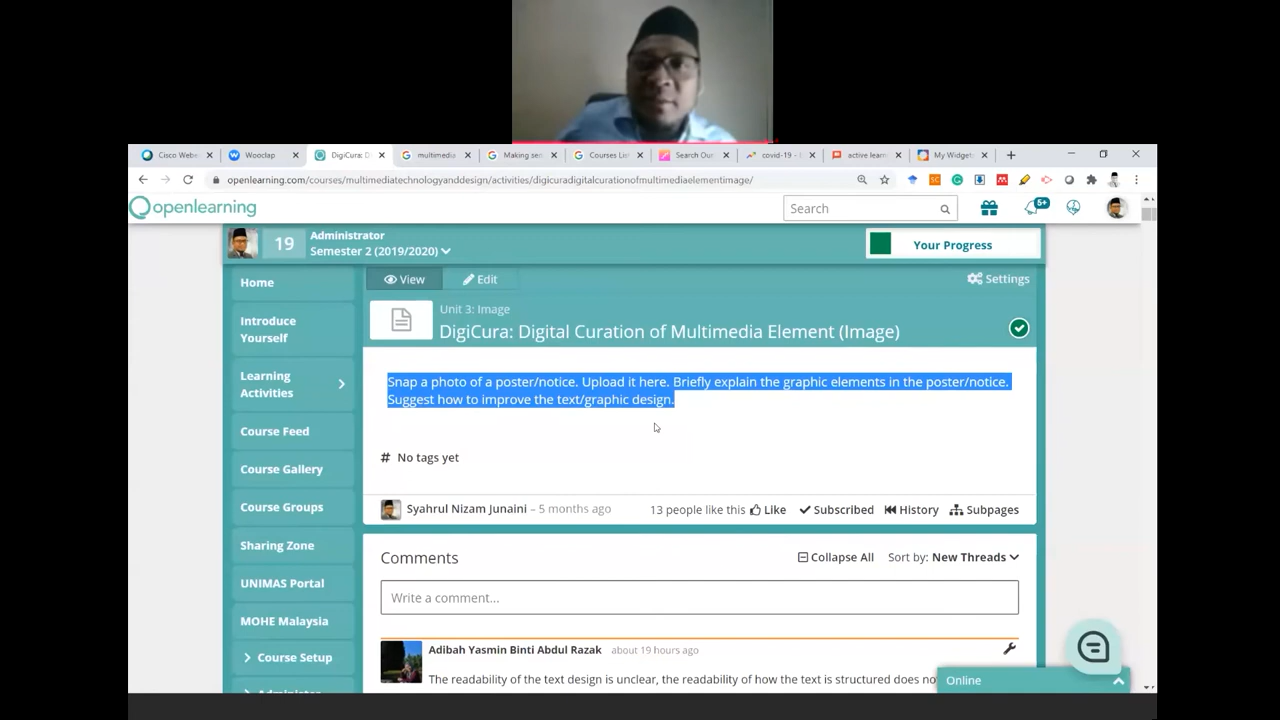 Cisco Webe
Wooclap
DigiCura: D
multimedia
Making sen
Courses Lis
Search Our
covid-19 -
active learn
My Widget
openlearning.com/courses/multimediatechnologyanddesign/activities/digicuradigitalcurationofmultimediaelementimage/
openlearning
Search
5+
19
Administrator
Semester 2 (2019/2020)
Your Progress
Home
Introduce
Yourself
Learning
Activities
Course Feed
Course Gallery
Course Groups
Sharing Zone
UNIMAS Portal
MOHE Malaysia
Course Setup
View
Edit
Settings
Unit 3: Image
DigiCura: Digital Curation of Multimedia Element (Image)
Snap a photo of a poster/notice. Upload it here. Briefly explain the graphic elements in the poster/notice.
Suggest how to improve the text/graphic design.
# No tags yet
Syahrul Nizam Junaini – 5 months ago
13 people like this Like
Subscribed
History
Subpages
Comments
Collapse All
Sort by: New Threads
Write a comment...
Adibah Yasmin Binti Abdul Razak about 19 hours ago
The readability of the text design is unclear, the readability of how the text is structured does no
Online